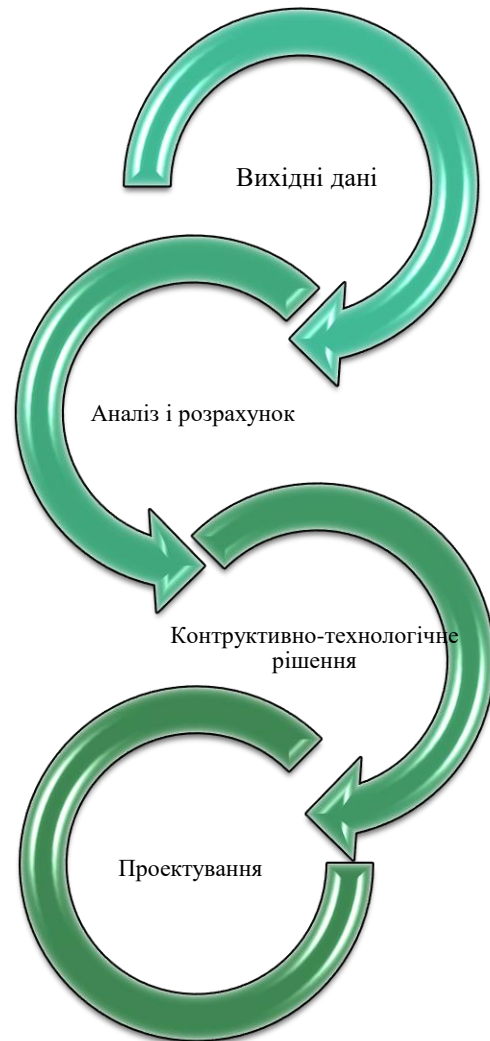 Вихідні дані
Аналіз і розрахунок
Контруктивно-технологічне
рішення
Проектування